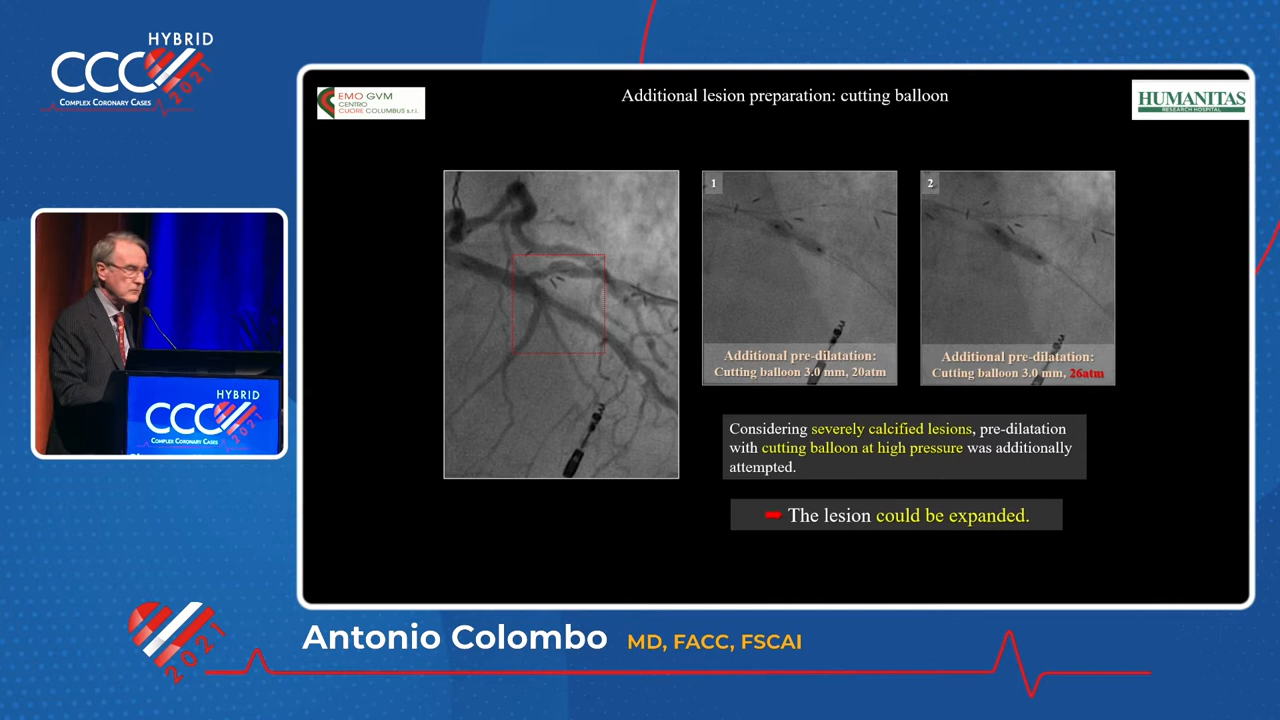 HYBRID
CCC 2021
COMPLEX CORONARY CASES
EMO GVM
CENTRO
CUORE COLUMBUS s.r.l.
Additional lesion preparation: cutting balloon
HUMANITAS
RESEARCH HOSPITAL
1
Additional pre-dilatation:
Cutting balloon 3.0 mm, 20atm
2
Additional pre-dilatation:
Cutting balloon 3.0 mm, 26atm
Considering severely calcified lesions, pre-dilatation
with cutting balloon at high pressure was additionally
attempted.
The lesion could be expanded.
HYBRID
CCC 2021
COMPLEX CORONARY CASES
2021
Antonio Colombo MD, FACC, FSCAI